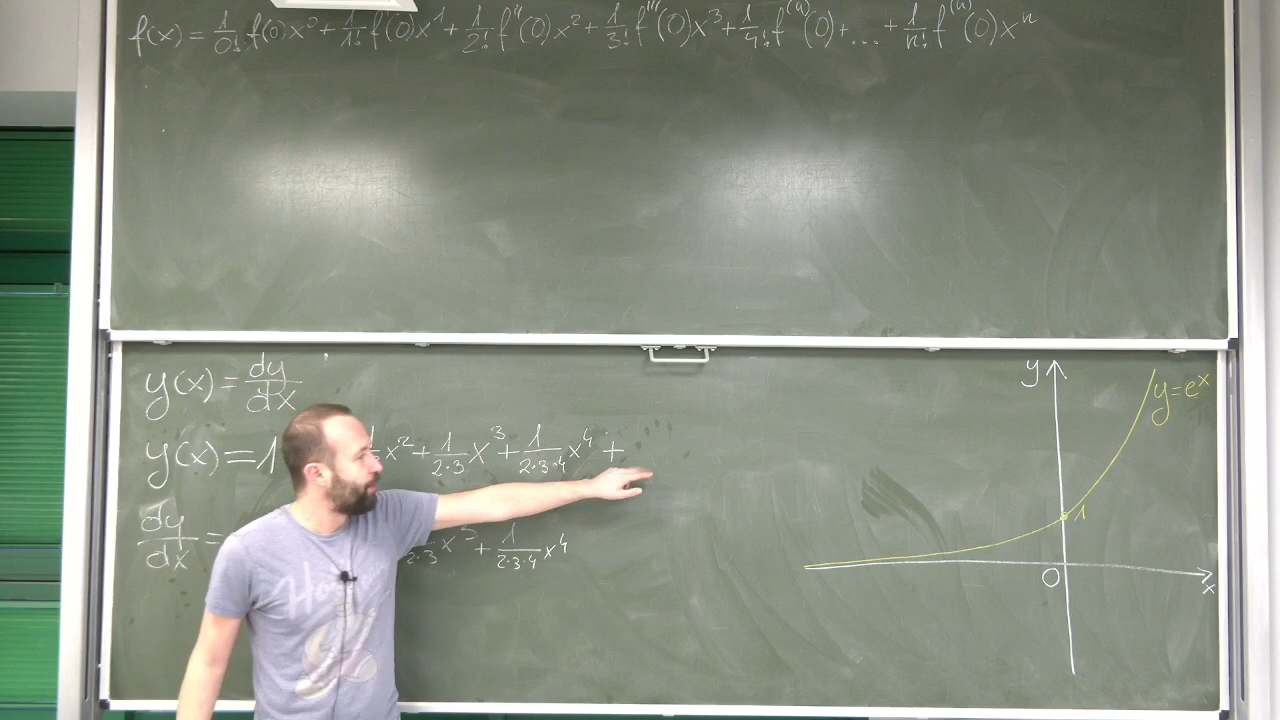 f(x) = 1/0! f(0)x⁰ + 1/1! f'(0)x¹ + 1/2! f''(0)x² + 1/3! f'''(0)x³ + 1/4! f⁽⁴⁾(0) + ... + 1/n! f⁽ⁿ⁾(0)xⁿ
y(x) = dy/dx
y(x) = 1 x² + 1/2·3 x³ + 1/2·3·4 x⁴ +
dy/dx = 2·3 x³ + 1/2·3·4 x⁴
y
y=eˣ
1
0
x